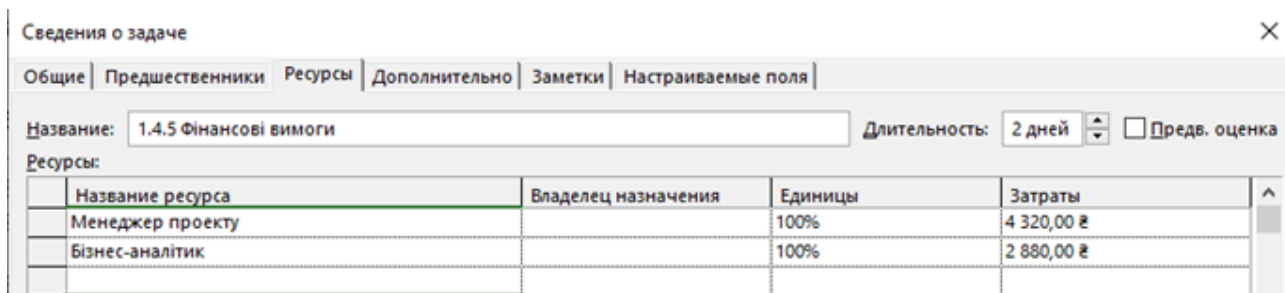 Сведения о задаче
Общие Предшественники Ресурсы Дополнительно Заметки Настраиваемые поля
Название: 1.4.5 Фінансові вимоги Длительность: 2 дней Предв. оценка
Ресурсы:
Название ресурса Владелец назначения Единицы Затраты
Менеджер проекту 100% 4 320,00 ₴
Бізнес-аналітик 100% 2 880,00 ₴